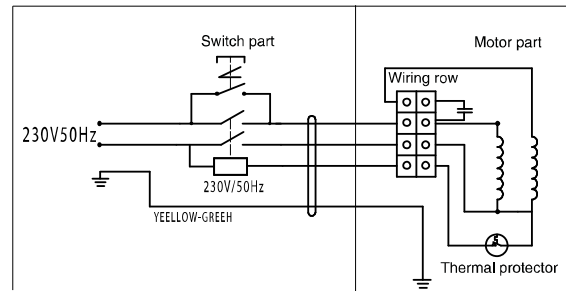 Switch part
Motor part
Wiring row
230V50Hz
230V/50Hz
YEELLOW-GREEH
Thermal protector